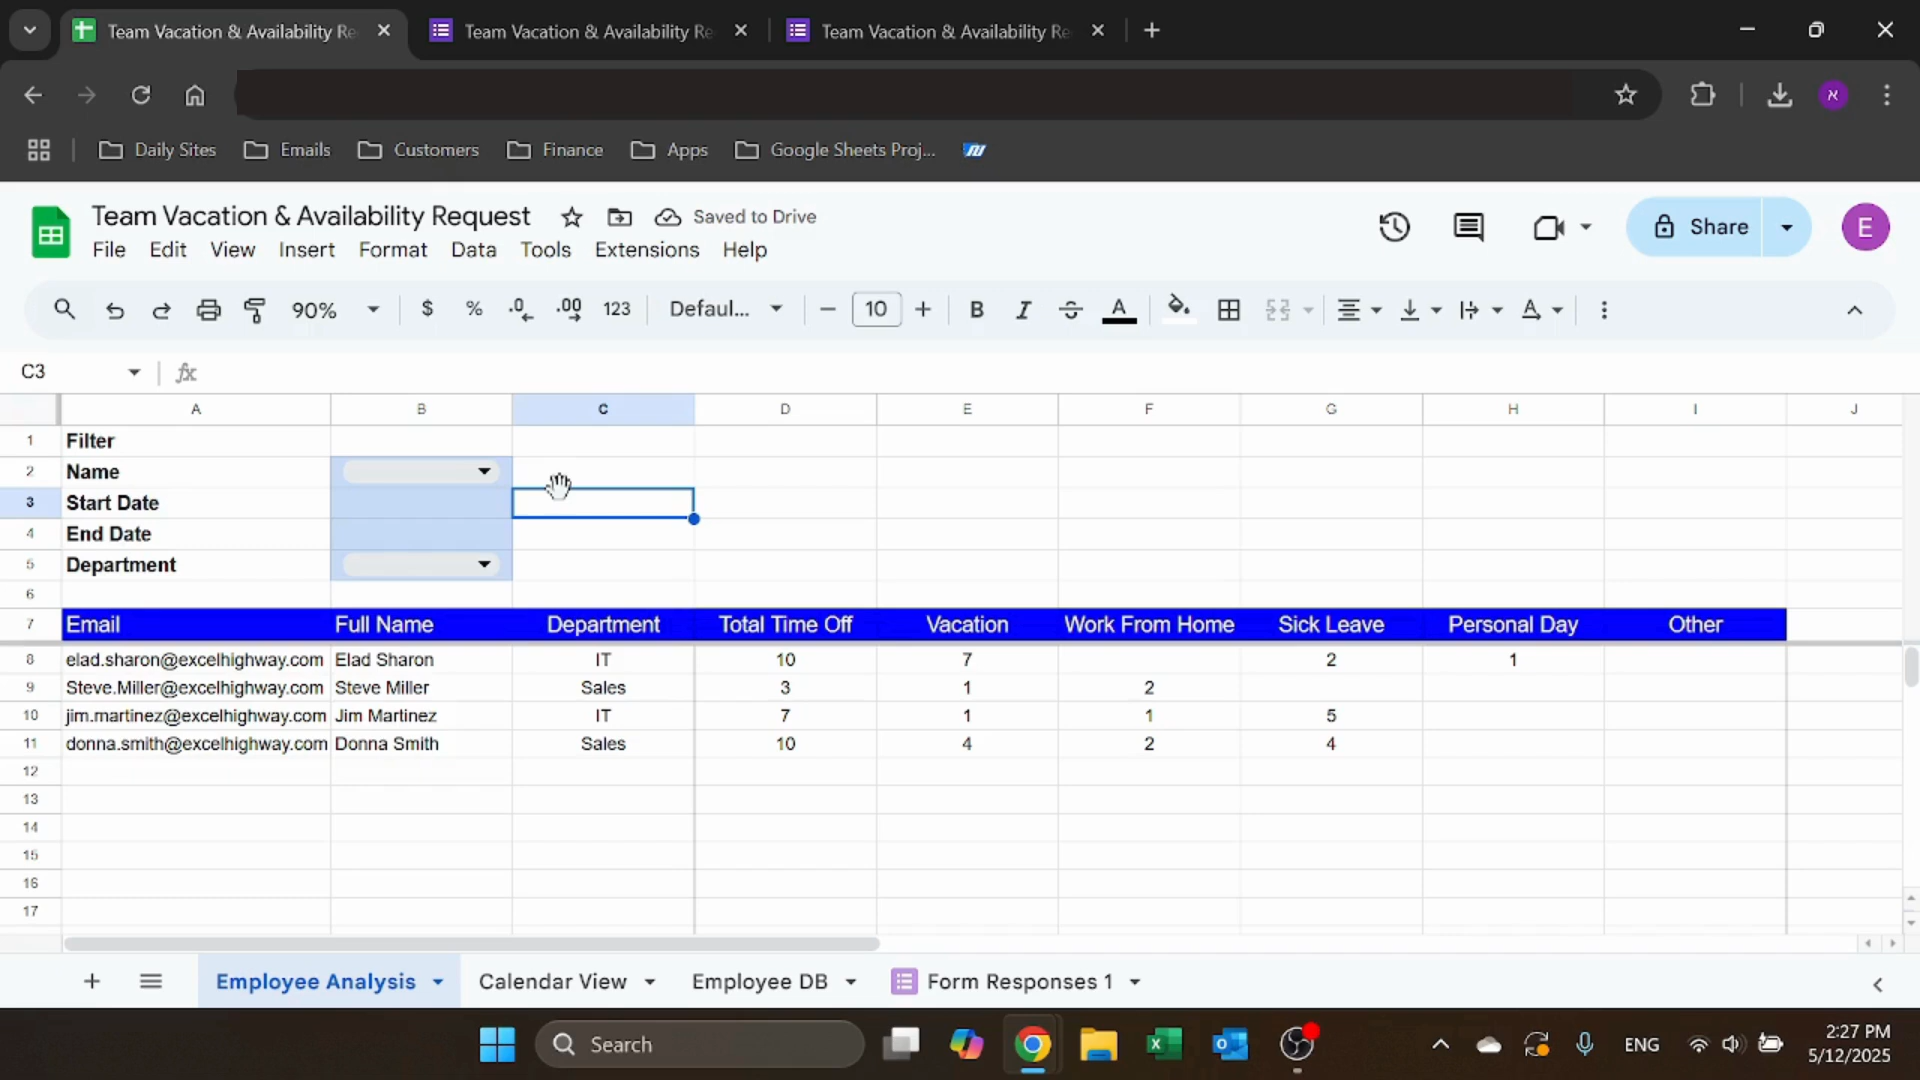 Team Vacation & Availability Re
Team Vacation & Availability Re
Team Vacation & Availability Re
א
Daily Sites
Emails
Customers
Finance
Apps
Google Sheets Proj...
Team Vacation & Availability Request
Saved to Drive
File Edit View Insert Format Data Tools Extensions Help
Share
E
90%
$ % .0 .00 123 Defaul... 10 B I S A
C3
fx
A B C D E F G H I J
1 Filter
2 Name
3 Start Date
4 End Date
5 Department
6
7 Email Full Name Department Total Time Off Vacation Work From Home Sick Leave Personal Day Other
8 elad.sharon@excelhighway.com Elad Sharon IT 10 7 2 1
9 Steve.Miller@excelhighway.com Steve Miller Sales 3 1 2
10 jim.martinez@excelhighway.com Jim Martinez IT 7 1 1 5
11 donna.smith@excelhighway.com Donna Smith Sales 10 4 2 4
12
13
14
15
16
17
Employee Analysis Calendar View Employee DB Form Responses 1
Search
ENG
2:27 PM
5/12/2025